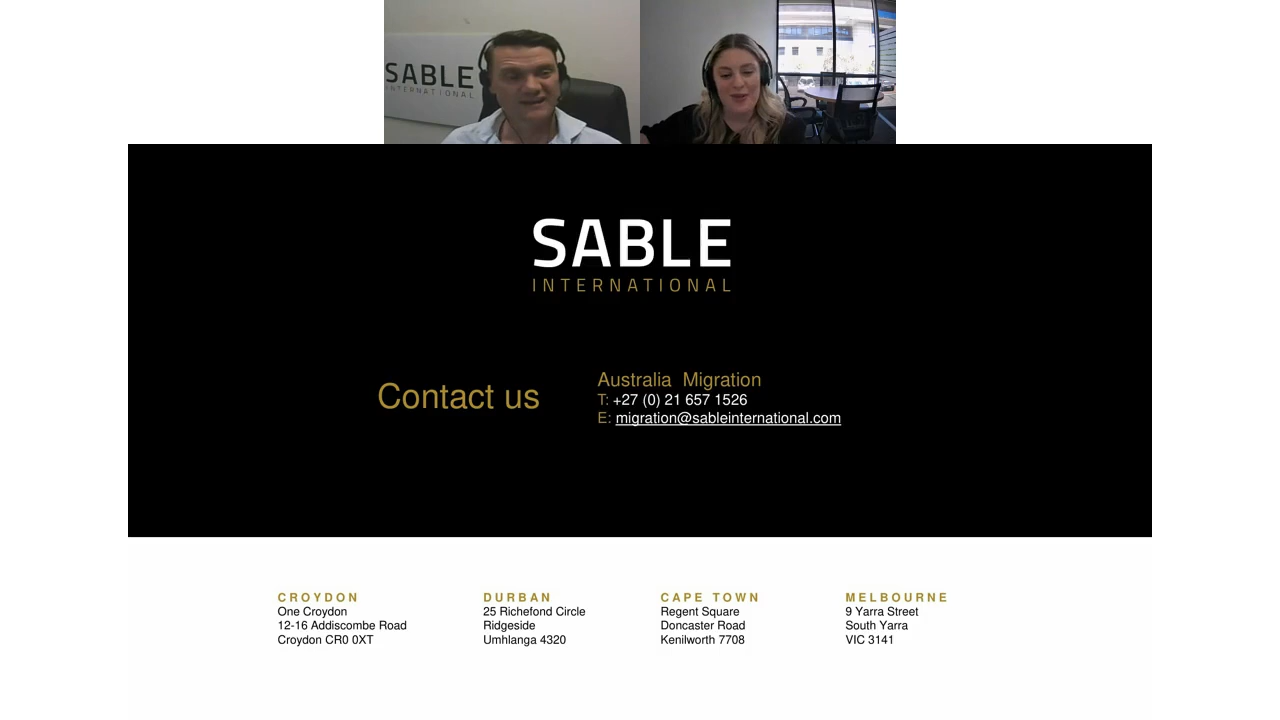 SABLE
INTERNATIONAL
SABLE
INTERNATIONAL
Contact us
Australia Migration
T: +27 (0) 21 657 1526
E: migration@sableinternational.com
CROYDON
One Croydon
12-16 Addiscombe Road
Croydon CR0 0XT
DURBAN
25 Richefond Circle
Ridgeside
Umhlanga 4320
CAPE TOWN
Regent Square
Doncaster Road
Kenilworth 7708
MELBOURNE
9 Yarra Street
South Yarra
VIC 3141